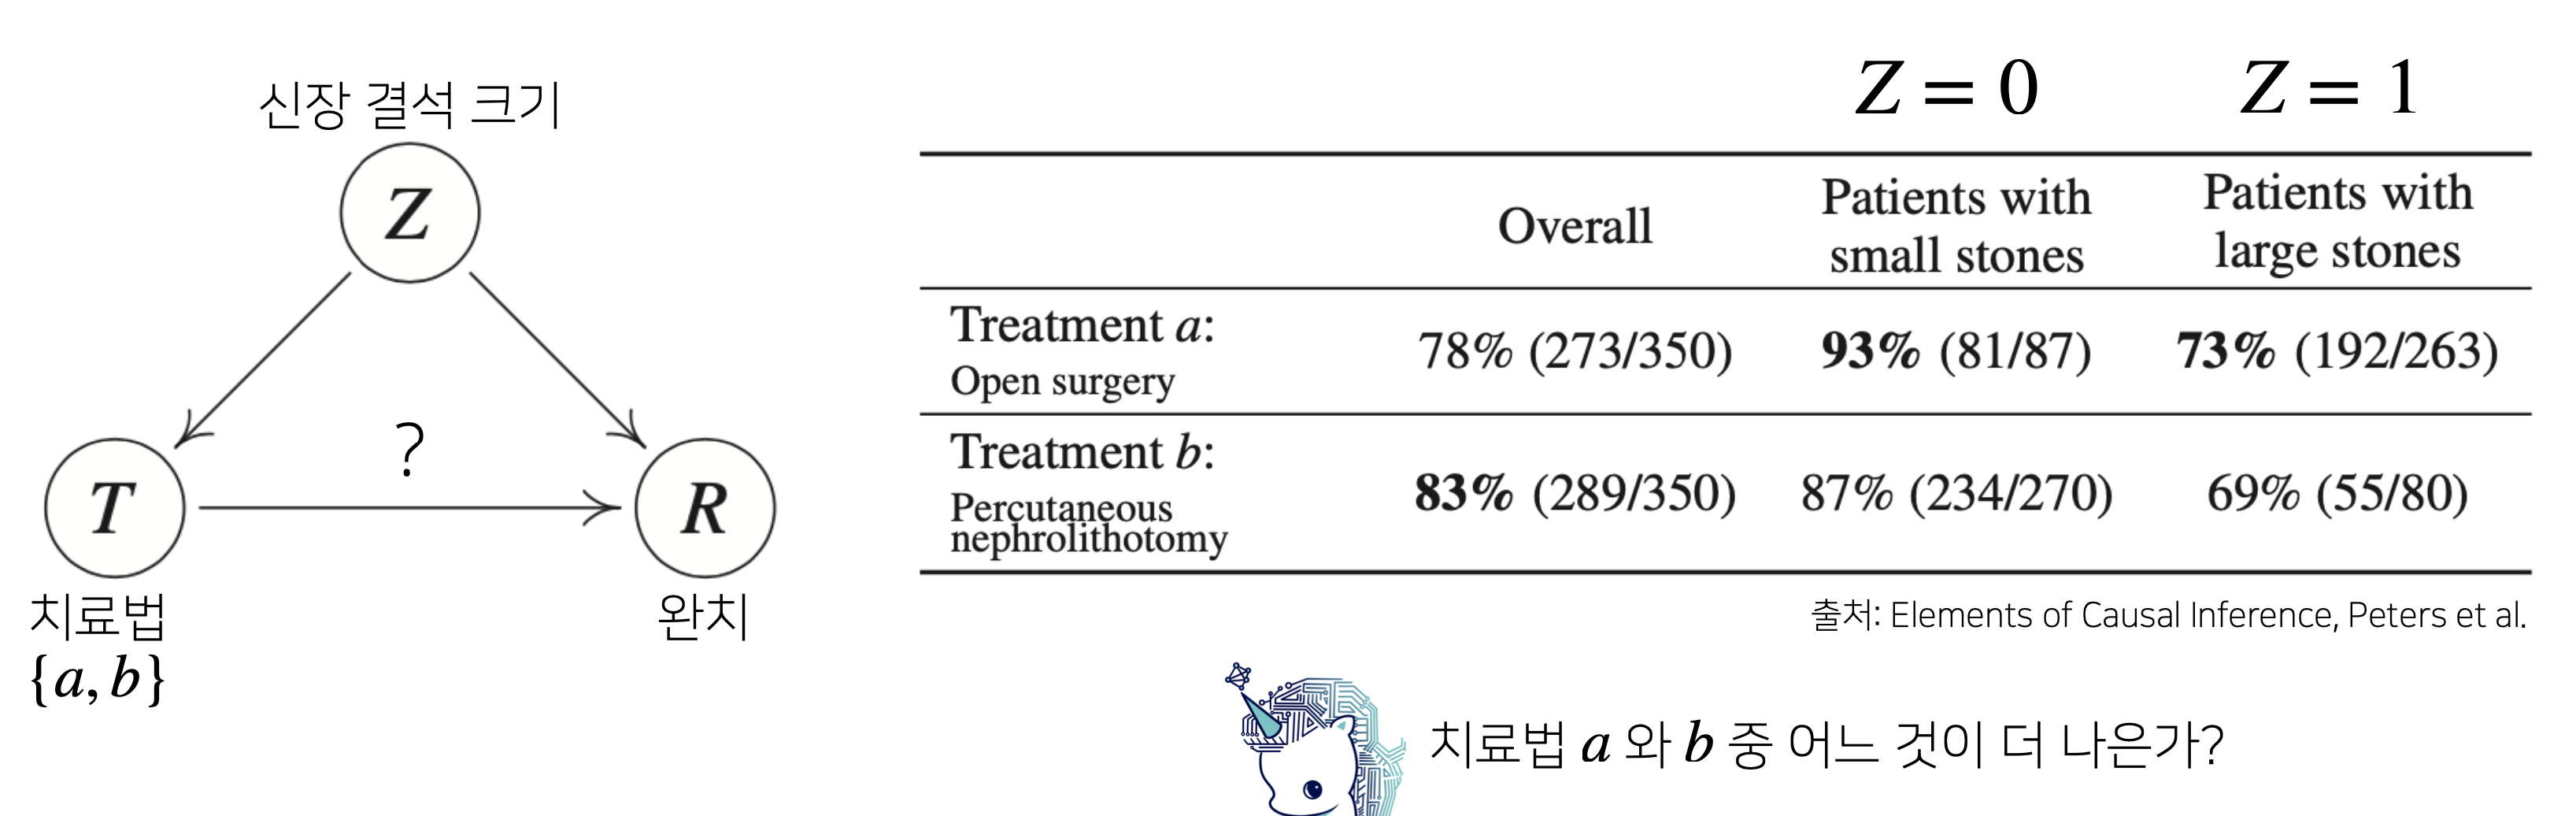 신장 결석 크기
Z
T
?
R
치료법
{a, b}
완치
Z = 0
Z = 1
Overall
Patients with
small stones
Patients with
large stones
Treatment a:
Open surgery
78% (273/350)
93% (81/87)
73% (192/263)
Treatment b:
Percutaneous
nephrolithotomy
83% (289/350)
87% (234/270)
69% (55/80)
출처: Elements of Causal Inference, Peters et al.
치료법 a 와 b 중 어느 것이 더 나은가?